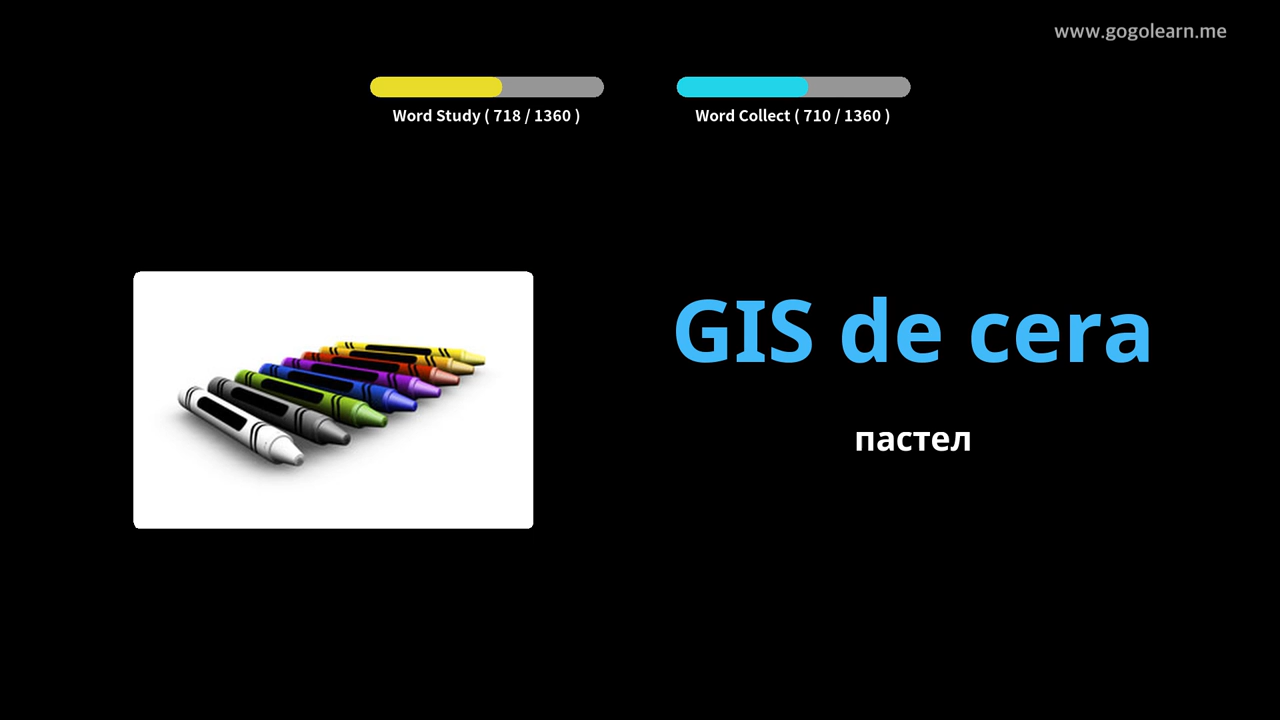 www.gogolearn.me
Word Study ( 718 / 1360 )
Word Collect ( 710 / 1360 )
GIS de cera
пастел